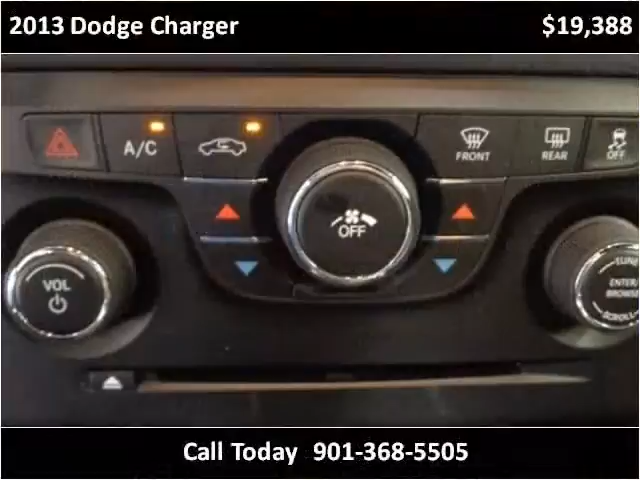 2013 Dodge Charger $19,388
A/C
FRONT
REAR
OFF
OFF
VOL
TUNE
ENTER/
BROWSE
SCROLL
Call Today 901-368-5505